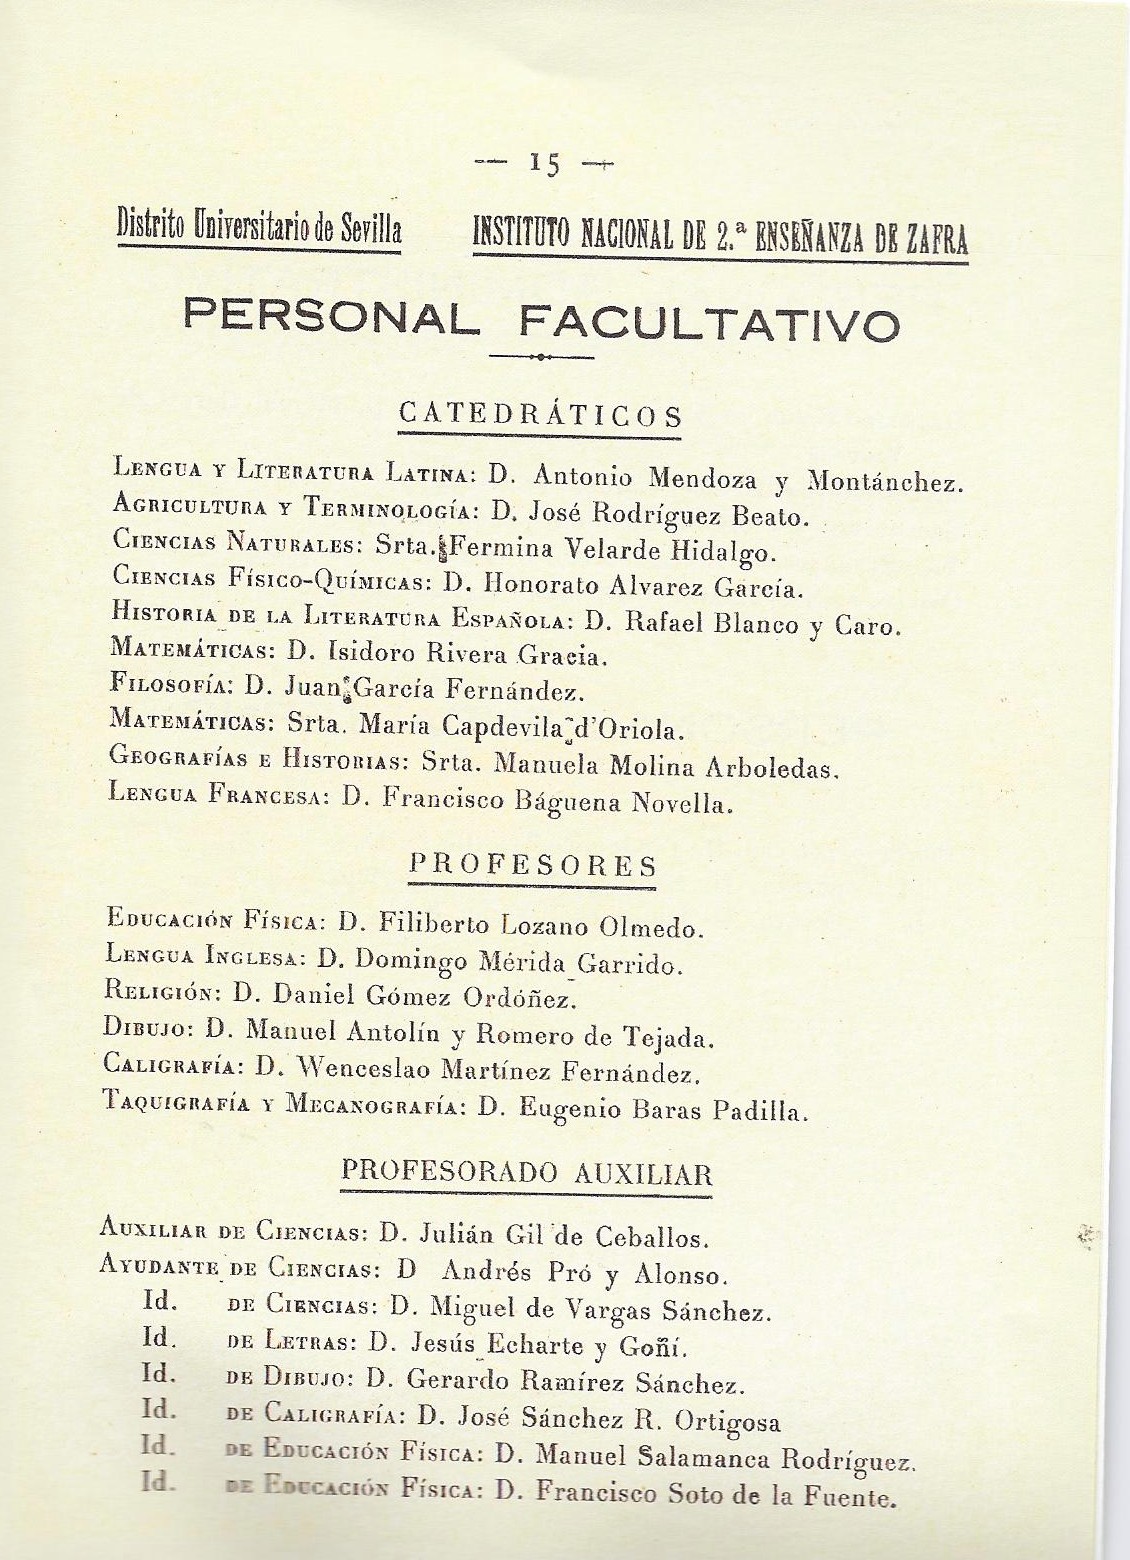 — 15 —
Distrito Universitario de Sevilla INSTITUTO NACIONAL DE 2.ª ENSEÑANZA DE ZAFRA
PERSONAL FACULTATIVO
CATEDRÁTICOS
LENGUA Y LITERATURA LATINA: D. Antonio Mendoza y Montánchez.
AGRICULTURA Y TERMINOLOGÍA: D. José Rodríguez Beato.
CIENCIAS NATURALES: Srta. Fermina Velarde Hidalgo.
CIENCIAS FÍSICO-QUÍMICAS: D. Honorato Alvarez García.
HISTORIA DE LA LITERATURA ESPAÑOLA: D. Rafael Blanco y Caro.
MATEMÁTICAS: D. Isidoro Rivera Gracia.
FILOSOFÍA: D. Juan García Fernández.
MATEMÁTICAS: Srta. María Capdevila d'Oriola.
GEOGRAFÍAS E HISTORIAS: Srta. Manuela Molina Arboledas.
LENGUA FRANCESA: D. Francisco Báguena Novella.
PROFESORES
EDUCACIÓN FÍSICA: D. Filiberto Lozano Olmedo.
LENGUA INGLESA: D. Domingo Mérida Garrido.
RELIGIÓN: D. Daniel Gómez Ordóñez.
DIBUJO: D. Manuel Antolín y Romero de Tejada.
CALIGRAFÍA: D. Wenceslao Martínez Fernández.
TAQUIGRAFÍA Y MECANOGRAFÍA: D. Eugenio Baras Padilla.
PROFESORADO AUXILIAR
AUXILIAR DE CIENCIAS: D. Julián Gil de Ceballos.
AYUDANTE DE CIENCIAS: D Andrés Pró y Alonso.
Id. DE CIENCIAS: D. Miguel de Vargas Sánchez.
Id. DE LETRAS: D. Jesús Echarte y Goñí.
Id. DE DIBUJO: D. Gerardo Ramírez Sánchez.
Id. DE CALIGRAFÍA: D. José Sánchez R. Ortigosa
Id. DE EDUCACIÓN FÍSICA: D. Manuel Salamanca Rodríguez.
Id. DE EDUCACIÓN FÍSICA: D. Francisco Soto de la Fuente.